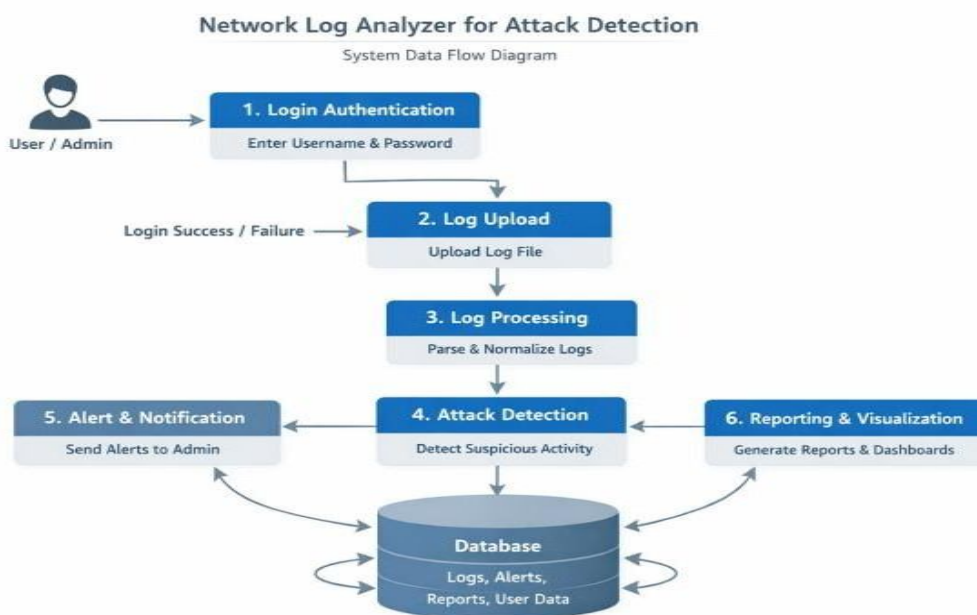 Network Log Analyzer for Attack Detection
System Data Flow Diagram
1. Login Authentication
Enter Username & Password
User / Admin
2. Log Upload
Login Success / Failure
Upload Log File
3. Log Processing
Parse & Normalize Logs
5. Alert & Notification
Send Alerts to Admin
4. Attack Detection
Detect Suspicious Activity
6. Reporting & Visualization
Generate Reports & Dashboards
Database
Logs, Alerts,
Reports, User Data